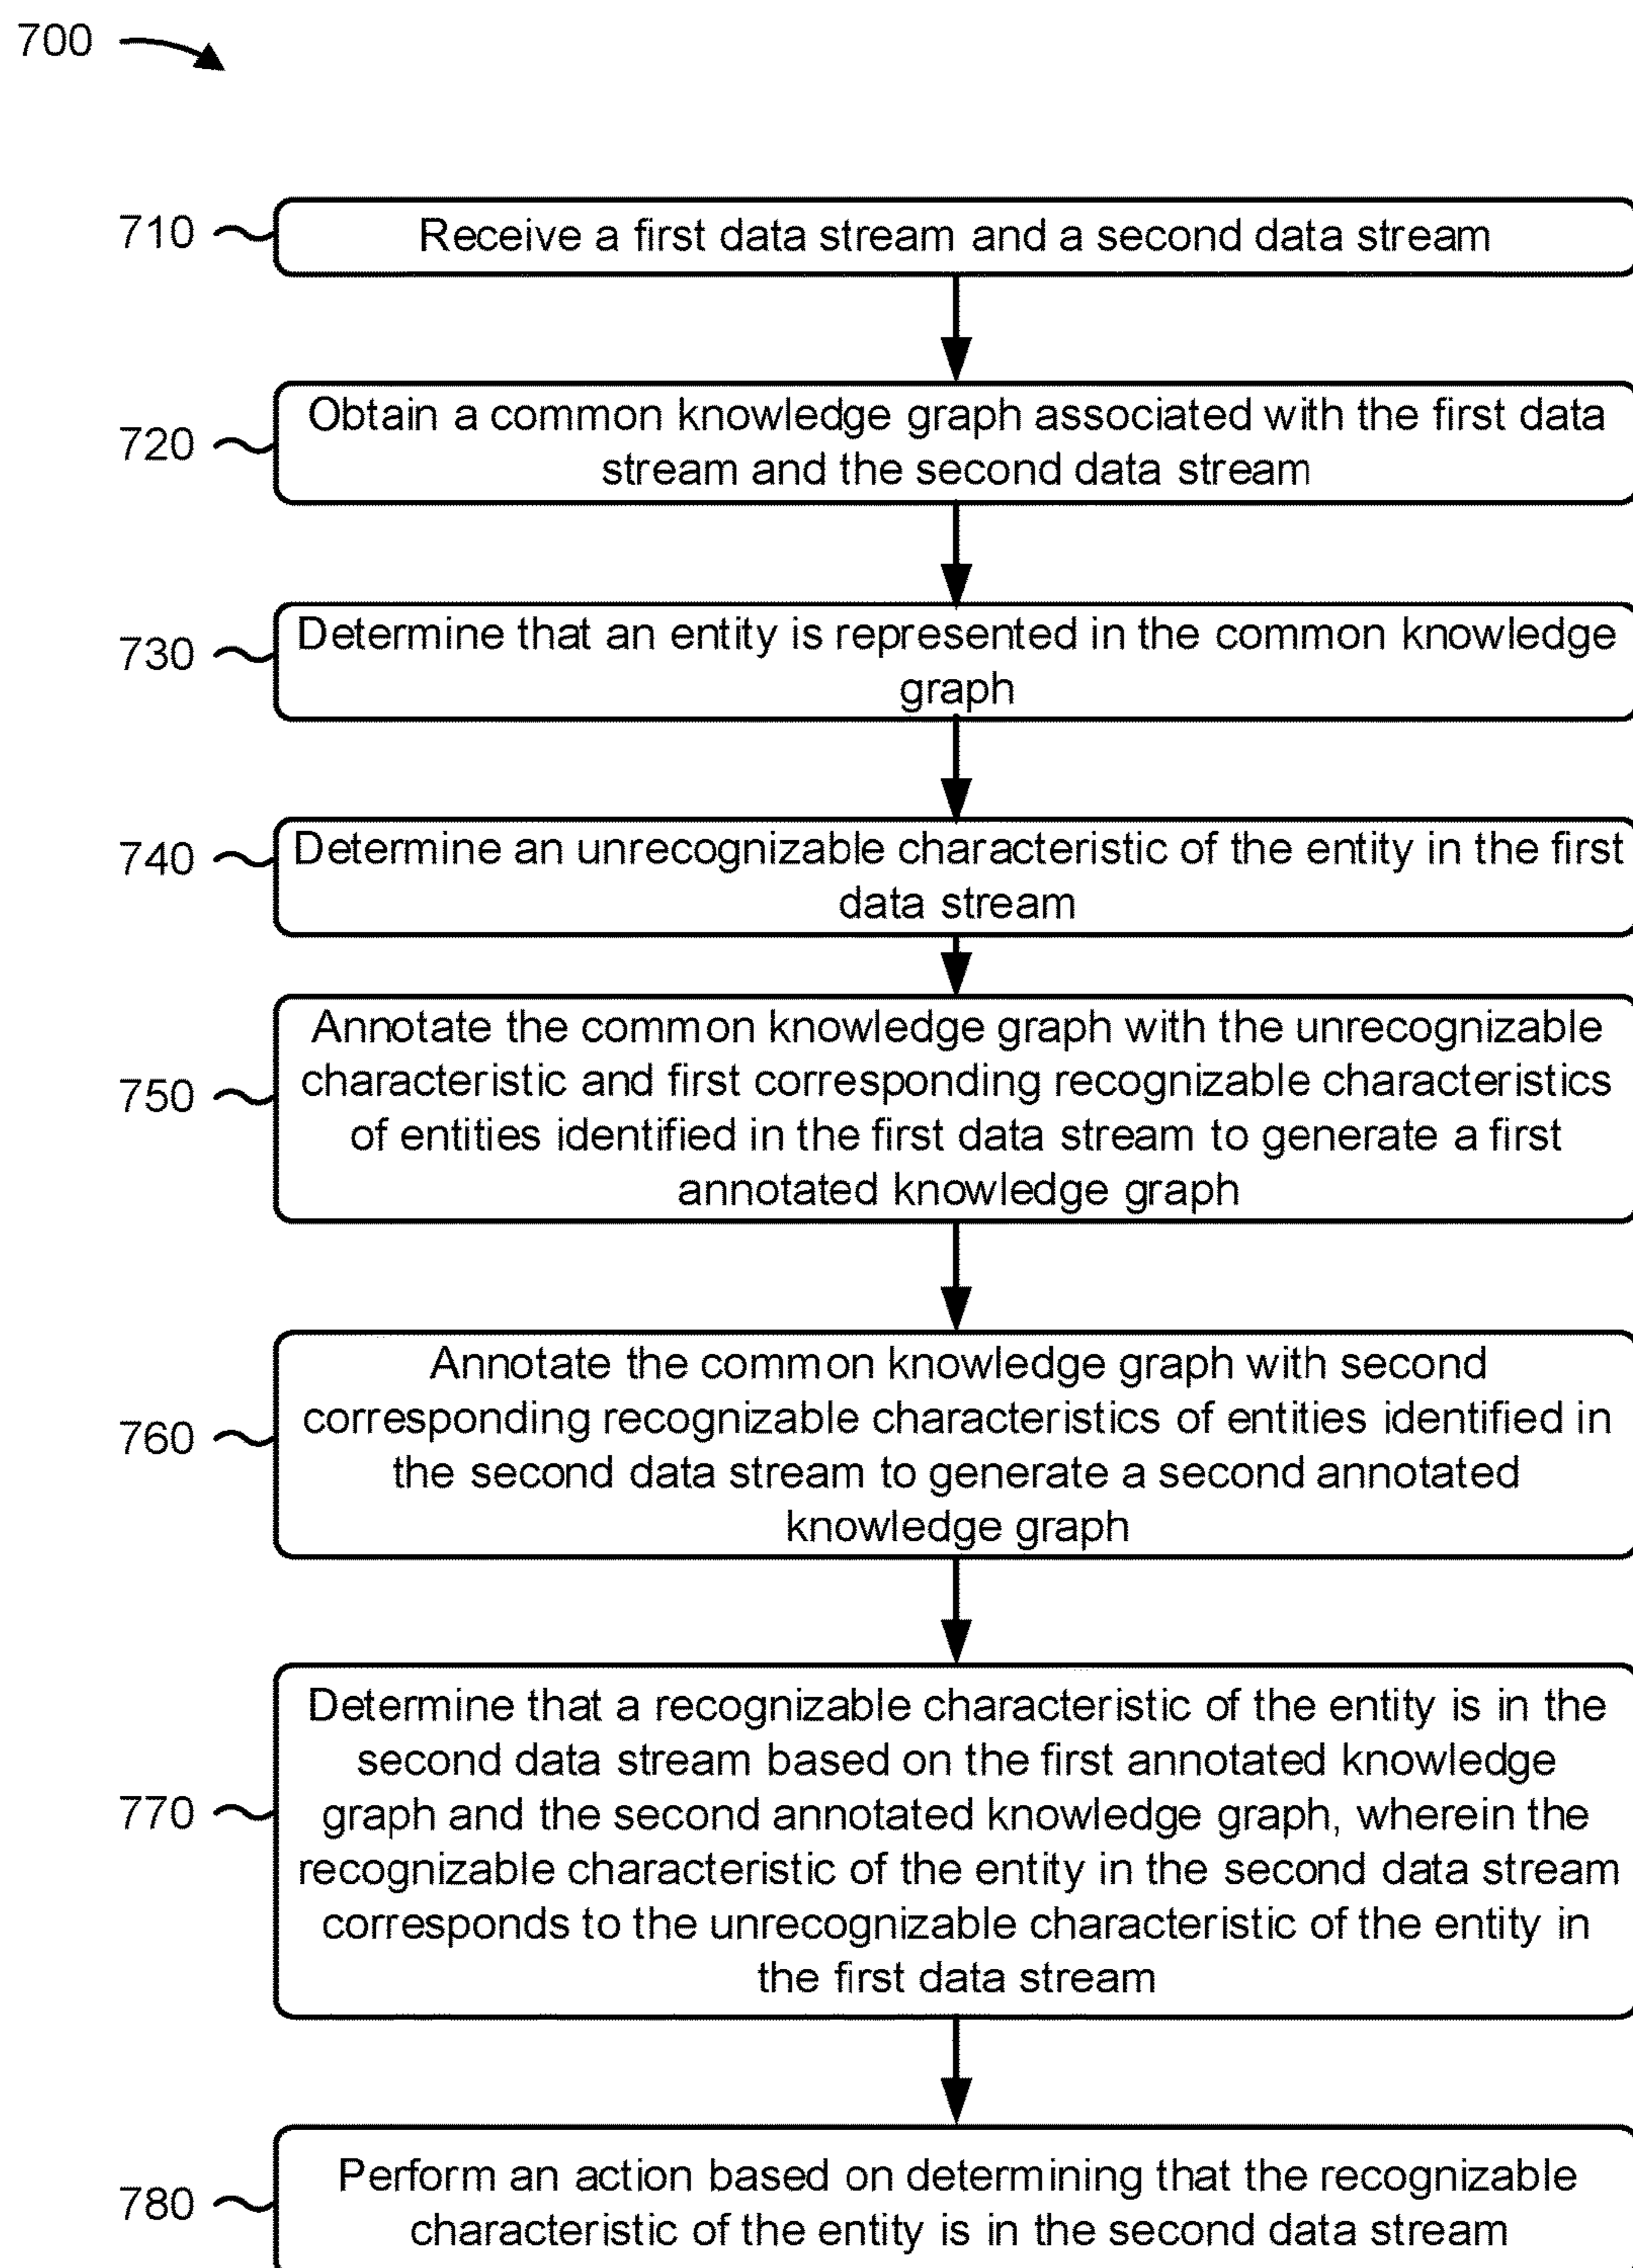 700
710
Receive a first data stream and a second data stream
720
Obtain a common knowledge graph associated with the first data
stream and the second data stream
730
Determine that an entity is represented in the common knowledge
graph
740
Determine an unrecognizable characteristic of the entity in the first
data stream
750
Annotate the common knowledge graph with the unrecognizable
characteristic and first corresponding recognizable characteristics
of entities identified in the first data stream to generate a first
annotated knowledge graph
760
Annotate the common knowledge graph with second
corresponding recognizable characteristics of entities identified in
the second data stream to generate a second annotated
knowledge graph
770
Determine that a recognizable characteristic of the entity is in the
second data stream based on the first annotated knowledge
graph and the second annotated knowledge graph, wherein the
recognizable characteristic of the entity in the second data stream
corresponds to the unrecognizable characteristic of the entity in
the first data stream
780
Perform an action based on determining that the recognizable
characteristic of the entity is in the second data stream